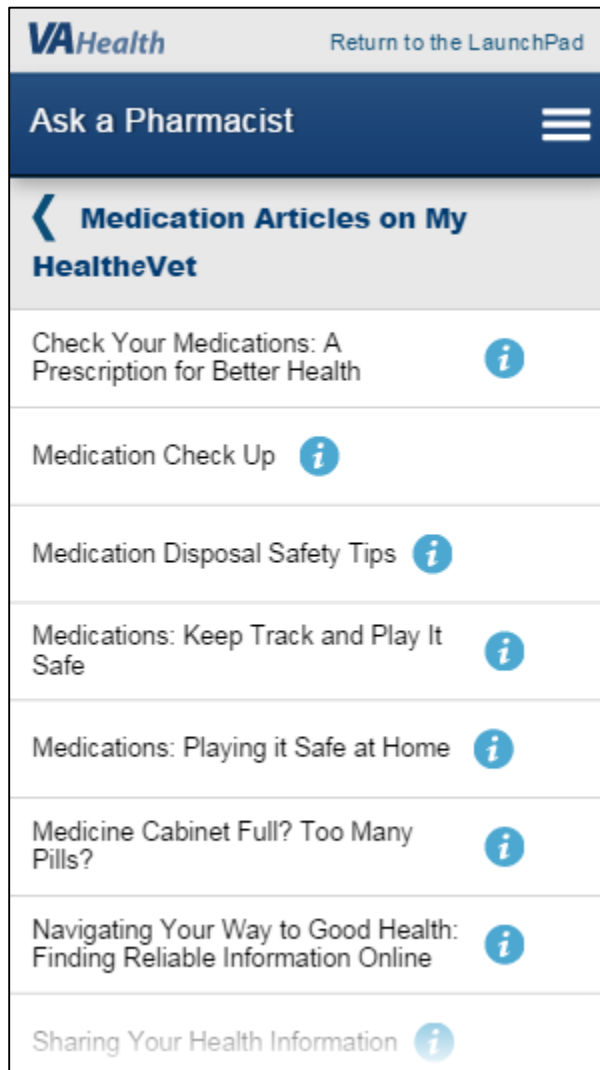 VAHealth Return to the LaunchPad
Ask a Pharmacist
Medication Articles on My
HealtheVet
Check Your Medications: A
Prescription for Better Health
Medication Check Up
Medication Disposal Safety Tips
Medications: Keep Track and Play It
Safe
Medications: Playing it Safe at Home
Medicine Cabinet Full? Too Many
Pills?
Navigating Your Way to Good Health:
Finding Reliable Information Online
Sharing Your Health Information